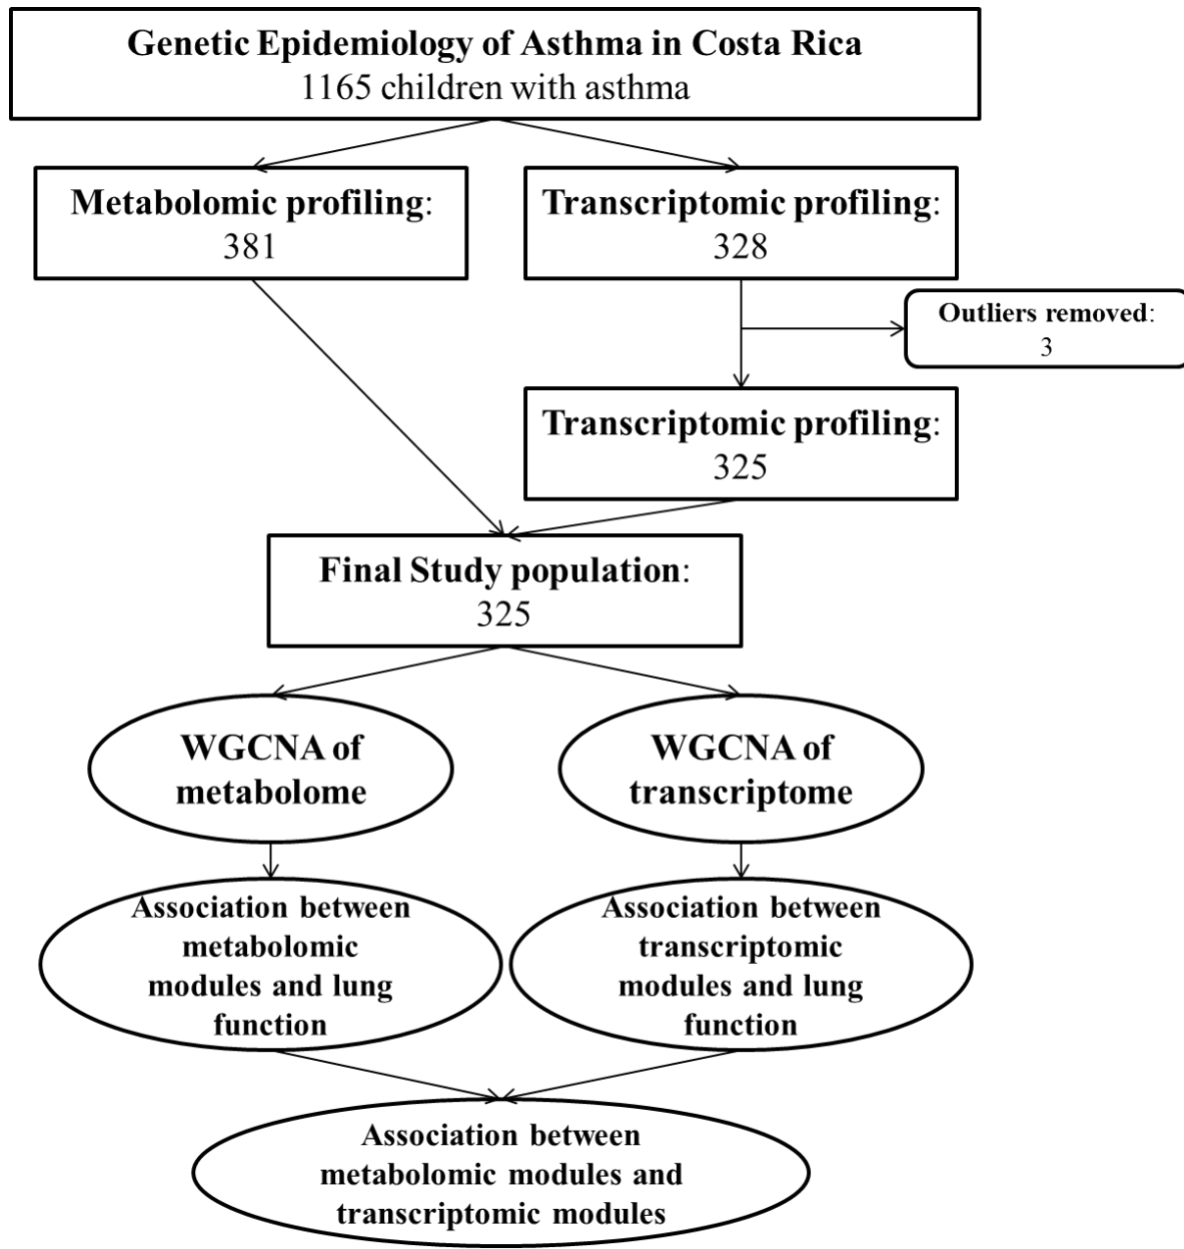 Genetic Epidemiology of Asthma in Costa Rica
1165 children with asthma
Metabolomic profiling:
381
Transcriptomic profiling:
328
Outliers removed:
3
Transcriptomic profiling:
325
Final Study population:
325
WGCNA of
metabolome
WGCNA of
transcriptome
Association between
metabolomic
modules and lung
function
Association between
transcriptomic
modules and lung
function
Association between
metabolomic modules and
transcriptomic modules